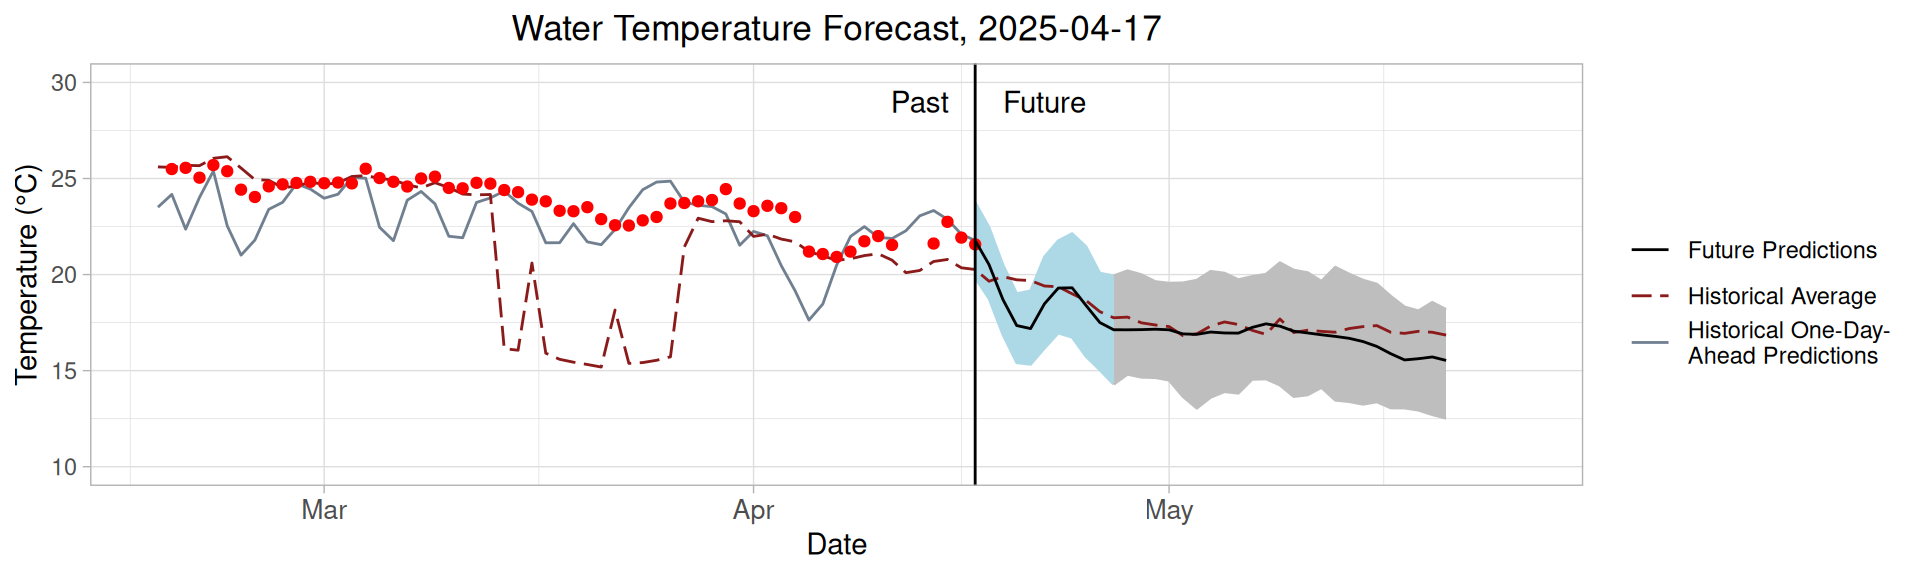 Water Temperature Forecast, 2025-04-17
Temperature (°C)
30
25
20
15
10
Past
Future
Mar
Apr
May
Date
Future Predictions
Historical Average
Historical One-Day-
Ahead Predictions